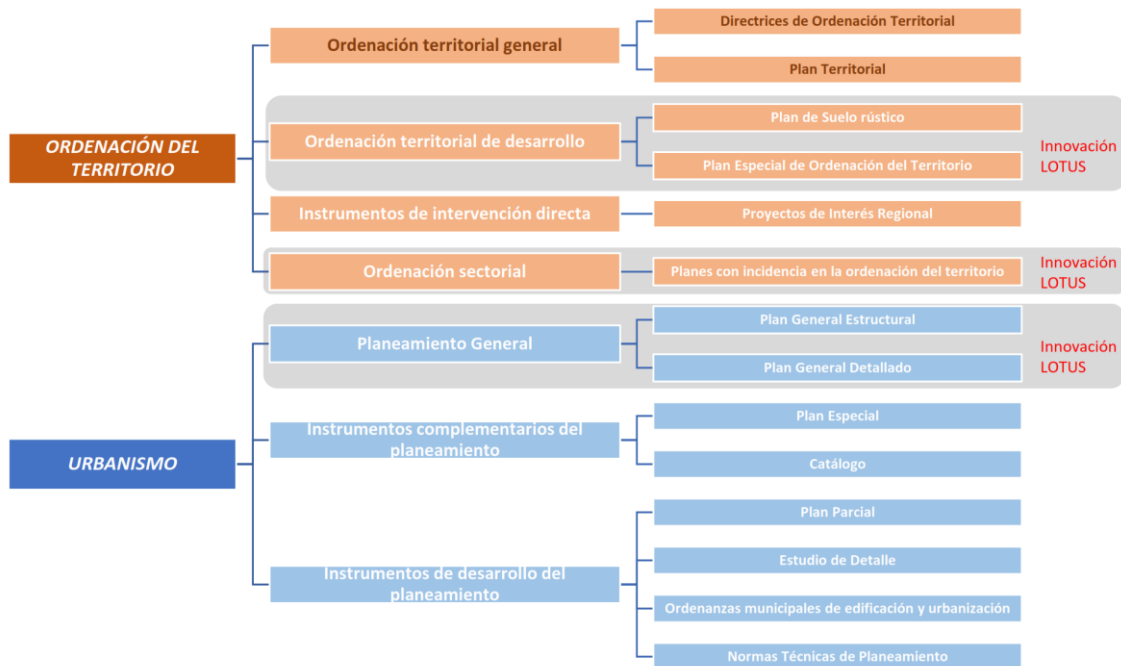 ORDENACIÓN DEL
TERRITORIO
Ordenación territorial general
Directrices de Ordenación Territorial
Plan Territorial
Ordenación territorial de desarrollo
Plan de Suelo rústico
Plan Especial de Ordenación del Territorio
Innovación
LOTUS
Instrumentos de intervención directa
Proyectos de Interés Regional
Ordenación sectorial
Planes con incidencia en la ordenación del territorio
Innovación
LOTUS
URBANISMO
Planeamiento General
Plan General Estructural
Plan General Detallado
Innovación
LOTUS
Instrumentos complementarios del
planeamiento
Plan Especial
Catálogo
Instrumentos de desarrollo del
planeamiento
Plan Parcial
Estudio de Detalle
Ordenanzas municipales de edificación y urbanización
Normas Técnicas de Planeamiento